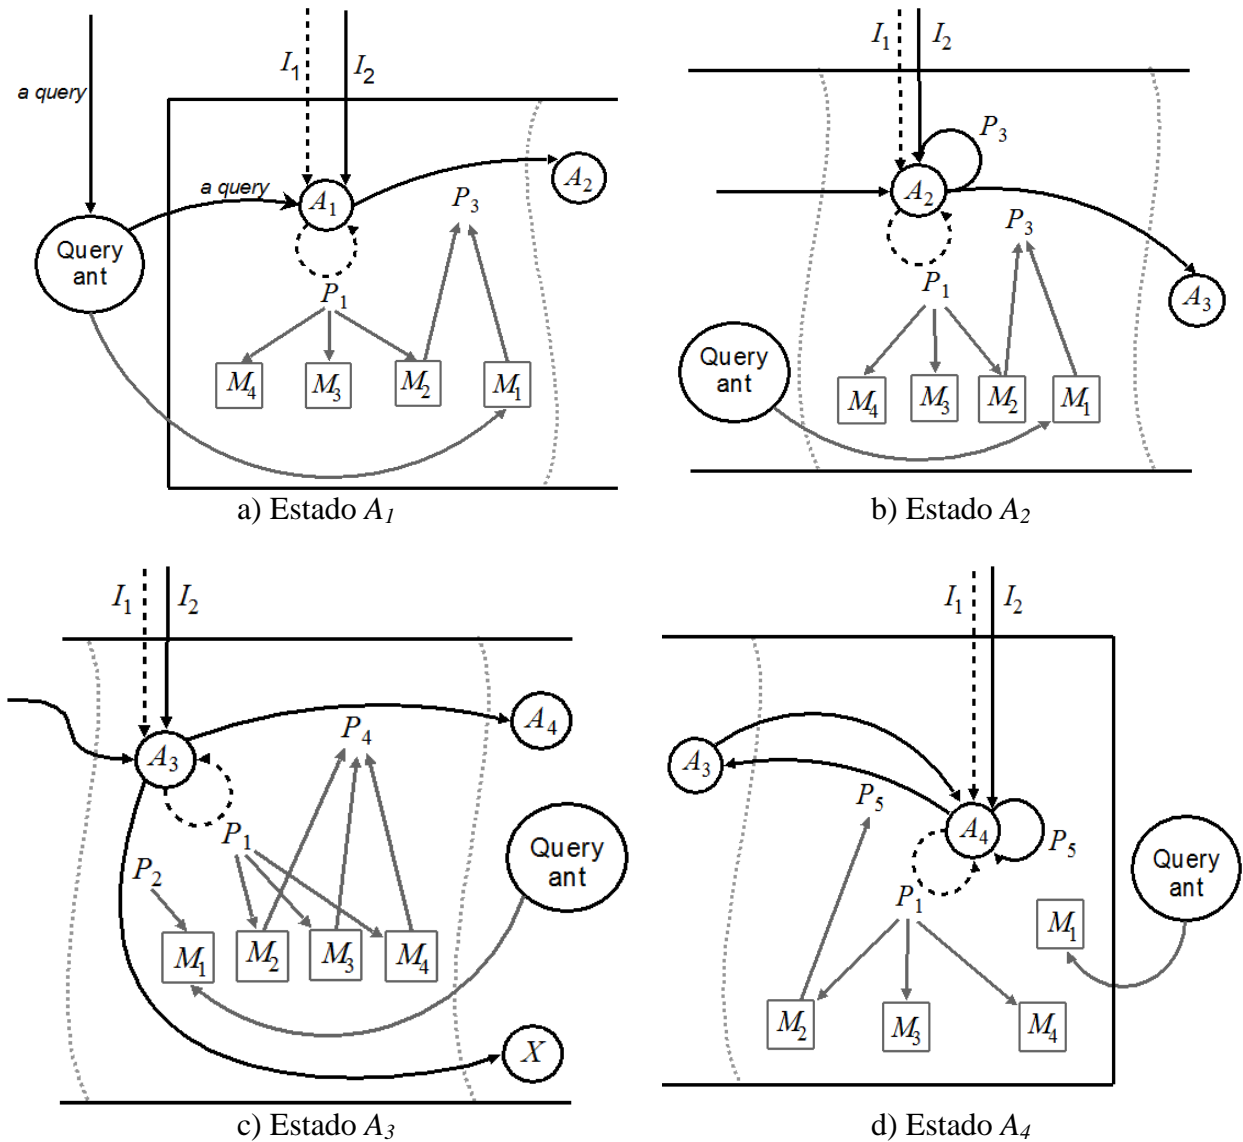 a query
I1
I2
a query
A1
A2
P3
Query
ant
P1
M4
M3
M2
M1
a) Estado A1
I1
I2
P3
A2
P3
P1
A3
Query
ant
M4
M3
M2
M1
b) Estado A2
I1
I2
A3
P4
A4
P1
P2
Query
ant
M1
M2
M3
M4
X
c) Estado A3
I1
I2
A3
P5
A4
P5
P1
Query
ant
M1
M2
M3
M4
d) Estado A4